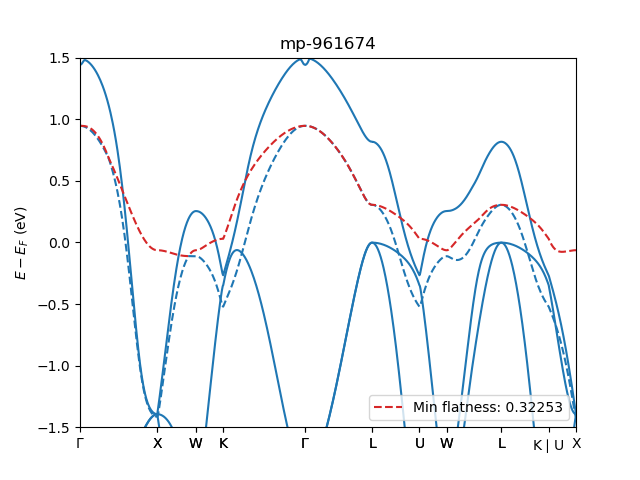 mp-961674
E − E_F (eV)
1.5
1.0
0.5
0.0
−0.5
−1.0
−1.5
Min flatness: 0.32253
Γ X W K Γ L U W L K | U X